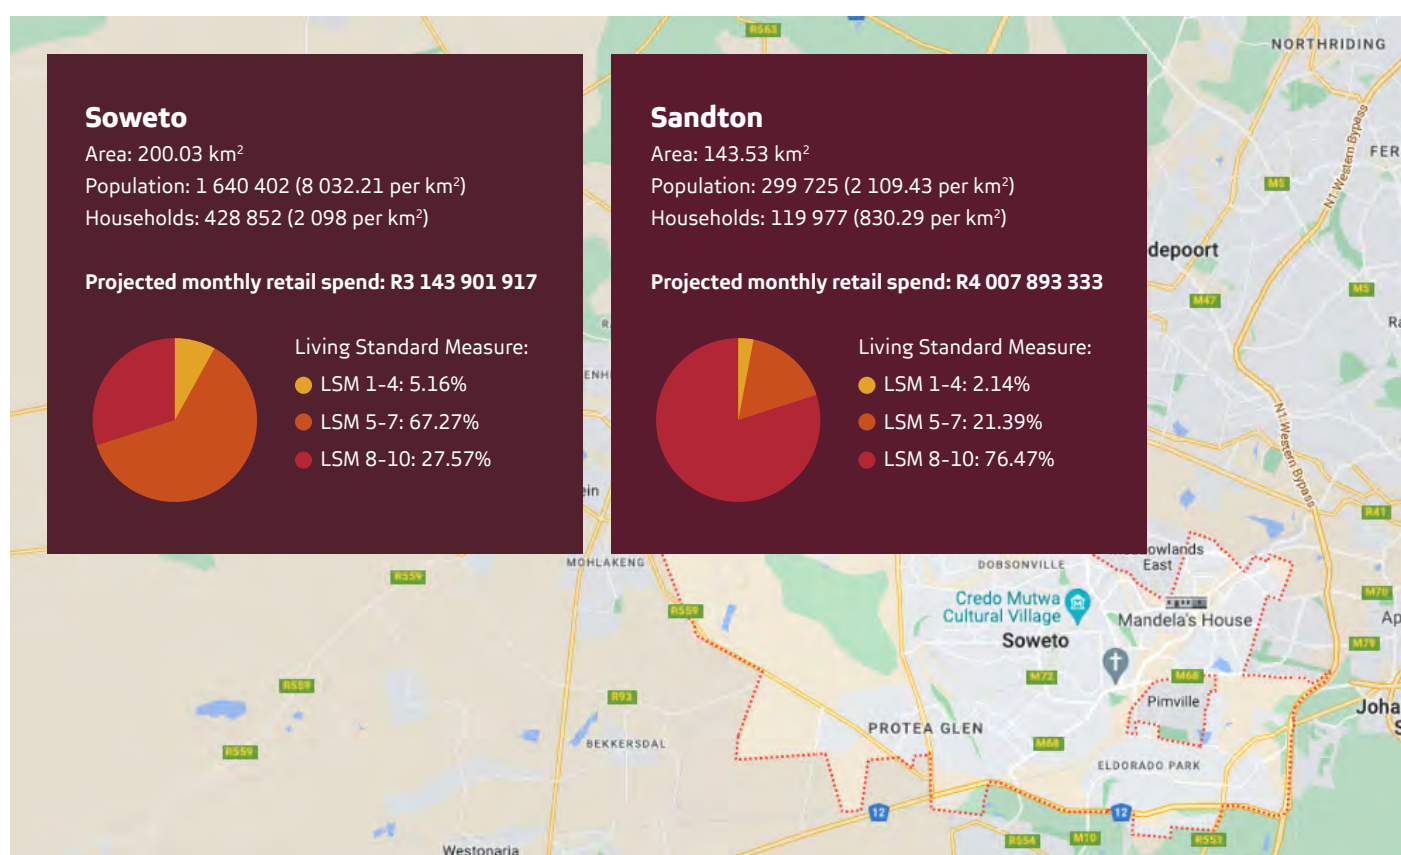 Soweto
Area: 200.03 km²
Population: 1 640 402 (8 032.21 per km²)
Households: 428 852 (2 098 per km²)
Projected monthly retail spend: R3 143 901 917
Living Standard Measure:
LSM 1-4: 5.16%
LSM 5-7: 67.27%
LSM 8-10: 27.57%
Sandton
Area: 143.53 km²
Population: 299 725 (2 109.43 per km²)
Households: 119 977 (830.29 per km²)
Projected monthly retail spend: R4 007 893 333
Living Standard Measure:
LSM 1-4: 2.14%
LSM 5-7: 21.39%
LSM 8-10: 76.47%
R563
NORTHRIDING
N1 Western Bypass
FER
M5
depoort
M5
M47
N1 Western Bypass
R41
MOHLAKENG
DOBSONVILLE
owlands
East
R559
Credo Mutwa
Cultural Village
Mandela's House
M70
R559
Soweto
M79
M72
M68
R559
R93
Pimville
Joha
PROTEA GLEN
M68
BEKKERSDAL
R559
ELDORADO PARK
12
12
R554
M10
R553
Westonaria